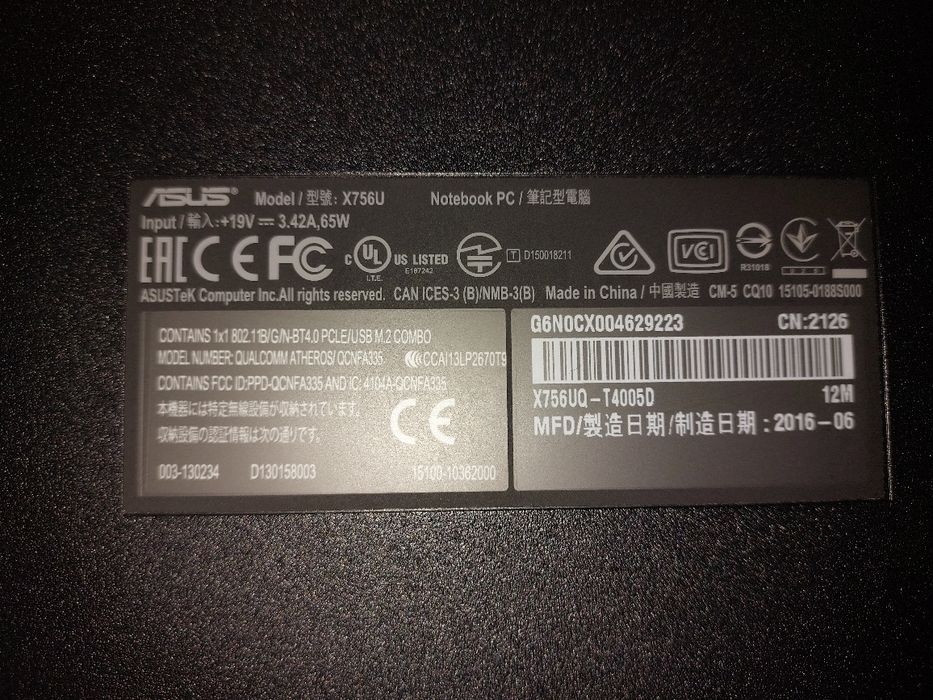 ASUS Model / 型號: X756U Notebook PC / 筆記型電腦
Input / 輸入:+19V 3.42A,65W
EAC CE FC c UL US LISTED T D150018211 VCI
I.T.E. E187242 R31018
ASUSTeK Computer Inc.All rights reserved. CAN ICES-3 (B)/NMB-3(B) Made in China / 中國製造 CM-5 CQ10 15105-0188S000
CONTAINS 1x1 802.11B/G/N-BT4.0 PCI.E/USB M.2 COMBO
MODEL NUMBER: QUALCOMM ATHEROS/ QCNFA335 CCAI13LP2670T9
CONTAINS FCC ID:PPD-QCNFA335 AND IC: 4104A-QCNFA335
本機器には特定無線設備が収納されています。
収納設備の認証情報は次の通りです。 CE
003-130234 D130158003 15100-10362000
G6N0CX004629223 CN:2126
X756UQ-T4005D 12M
MFD/製造日期/制造日期:2016-06